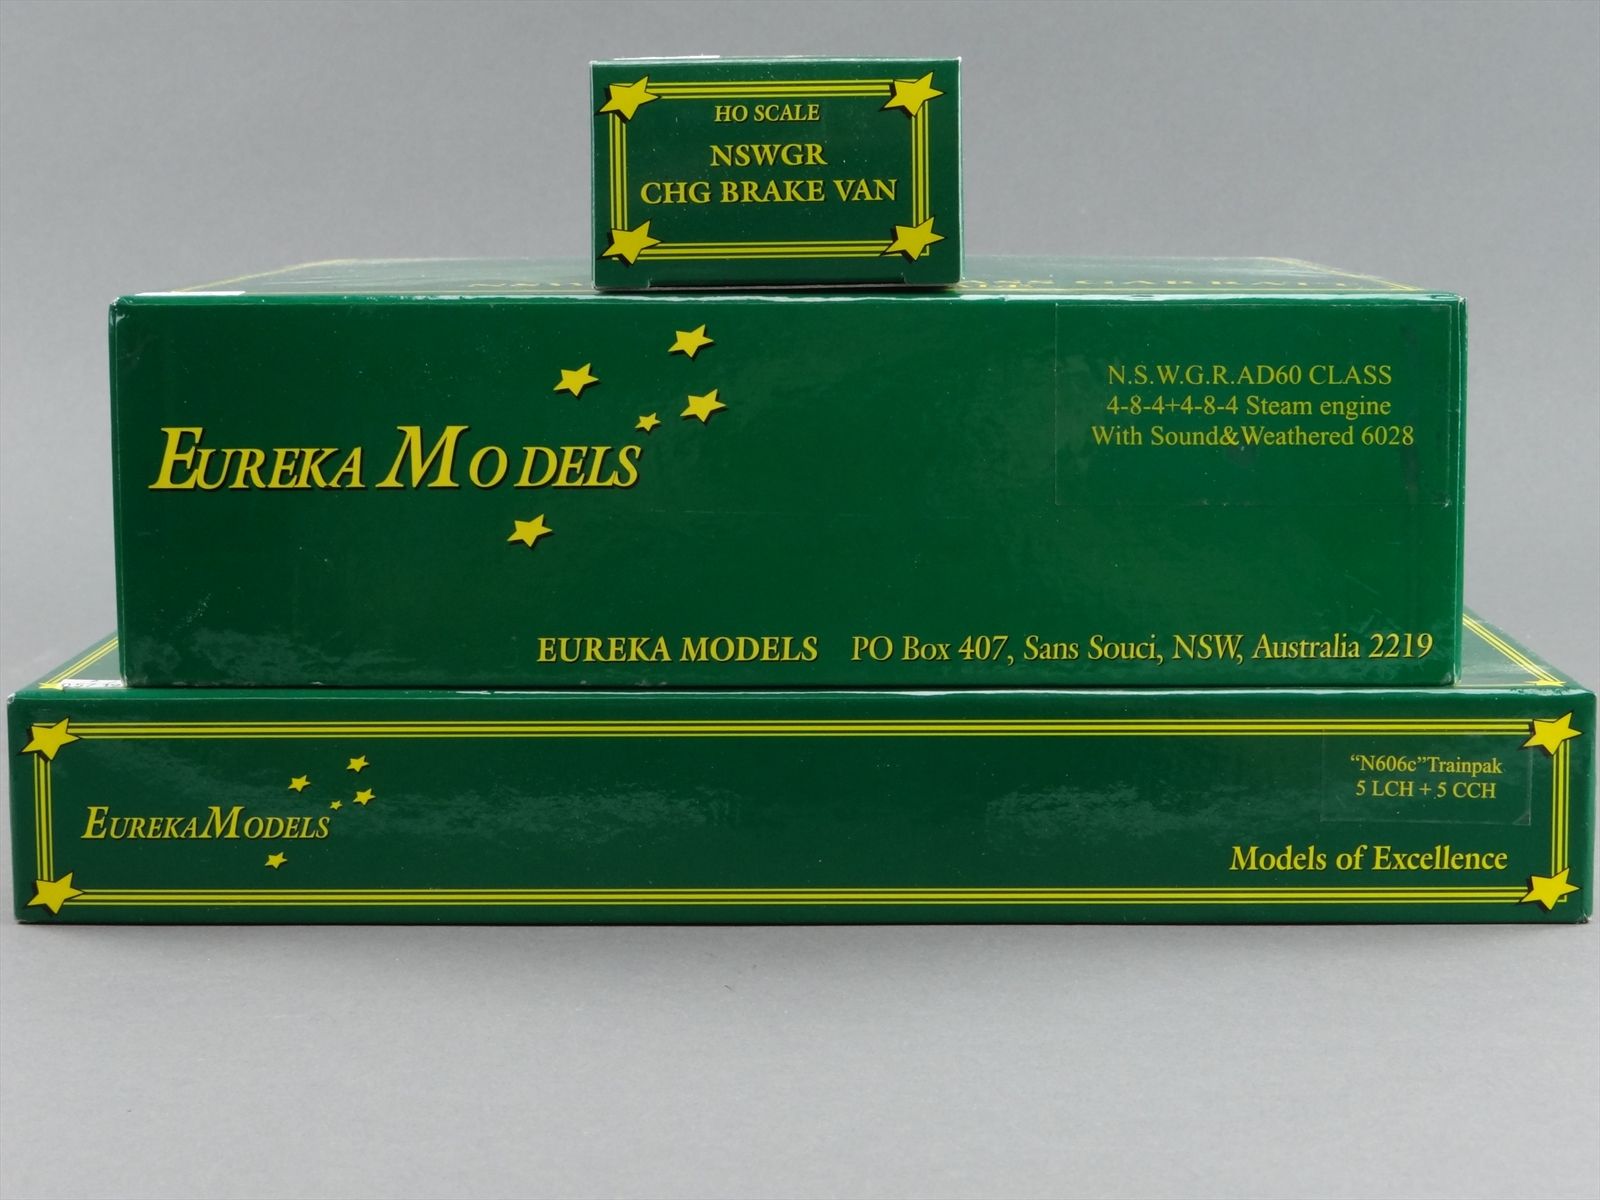 HO SCALE
NSWGR
CHG BRAKE VAN
EUREKA MODELS
N.S.W.G.R.AD60 CLASS
4-8-4+4-8-4 Steam engine
With Sound&Weathered 6028
EUREKA MODELS PO Box 407, Sans Souci, NSW, Australia 2219
EUREKAMODELS
“N606c”Trainpak
5 LCH + 5 CCH
Models of Excellence